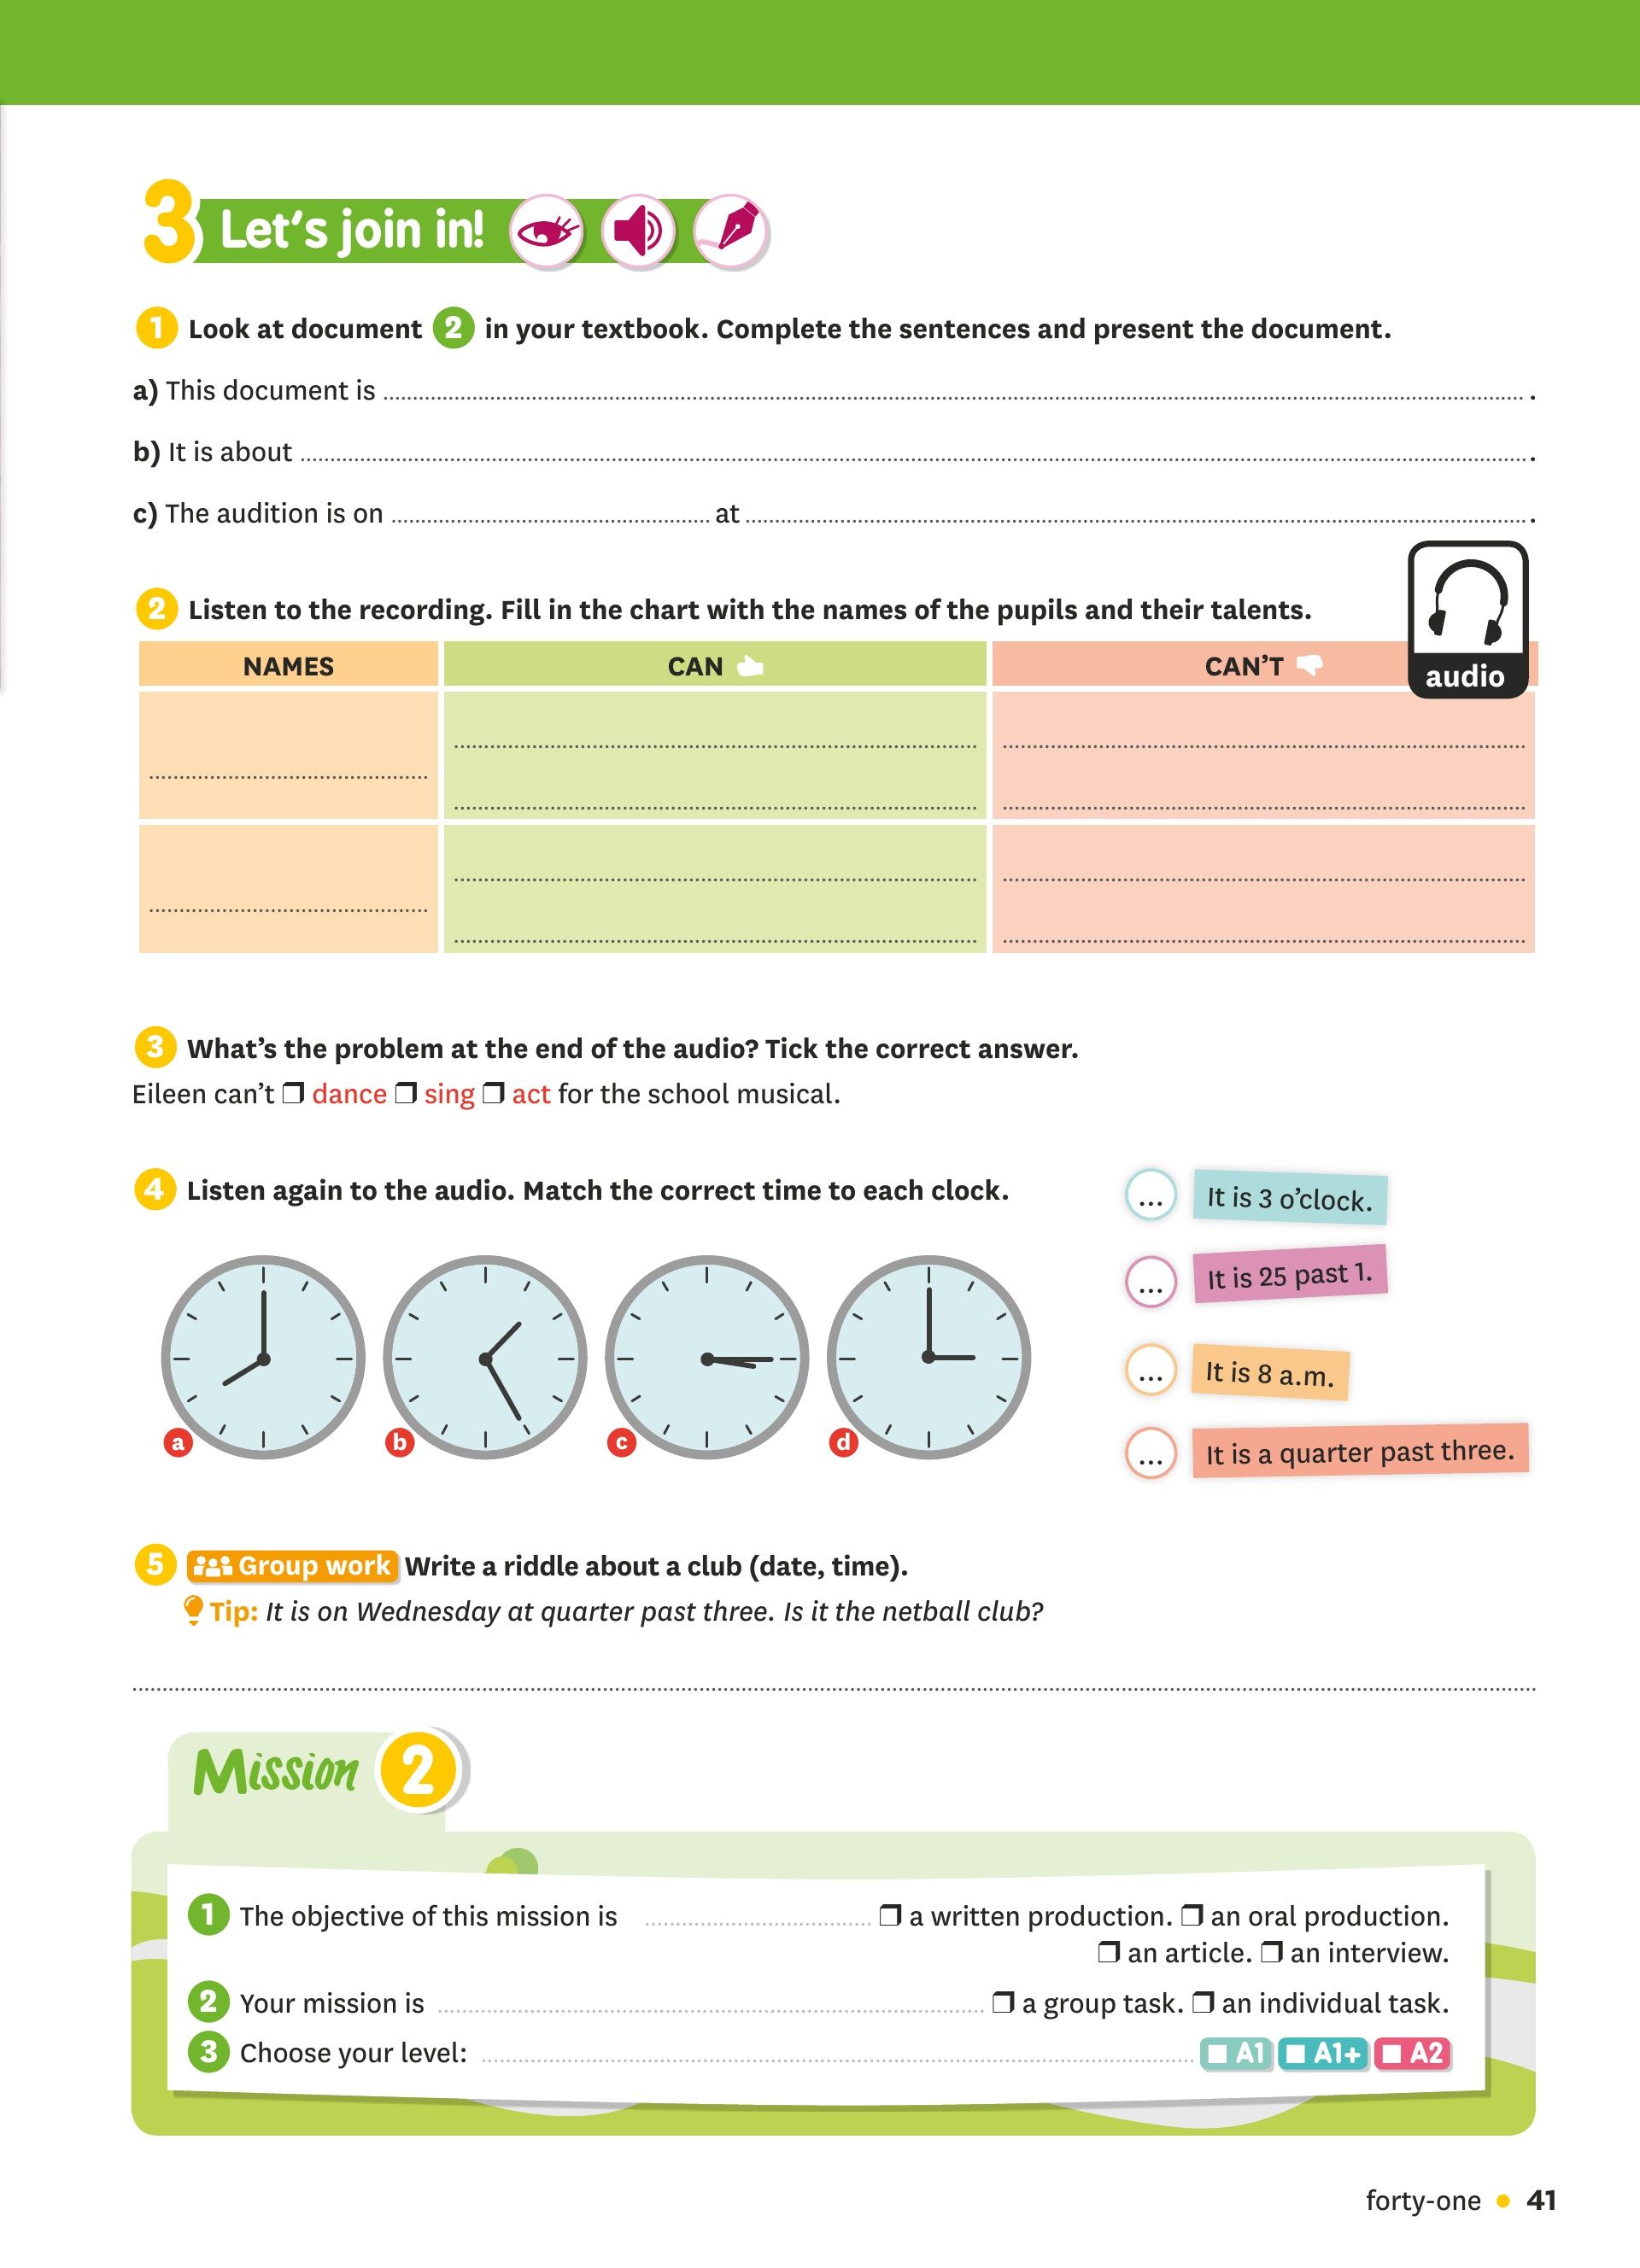 3 Let's join in!
1 Look at document 2 in your textbook. Complete the sentences and present the document.
a) This document is .
b) It is about .
c) The audition is on at .
audio
2 Listen to the recording. Fill in the chart with the names of the pupils and their talents.
NAMES CAN CAN'T
3 What's the problem at the end of the audio? Tick the correct answer.
Eileen can't ❒ dance ❒ sing ❒ act for the school musical.
4 Listen again to the audio. Match the correct time to each clock.
a b c d
... It is 3 o'clock.
... It is 25 past 1.
... It is 8 a.m.
... It is a quarter past three.
5 Group work Write a riddle about a club (date, time).
Tip: It is on Wednesday at quarter past three. Is it the netball club?
Mission 2
1 The objective of this mission is ❒ a written production. ❒ an oral production.
❒ an article. ❒ an interview.
2 Your mission is ❒ a group task. ❒ an individual task.
3 Choose your level: A1 A1+ A2
forty-one • 41